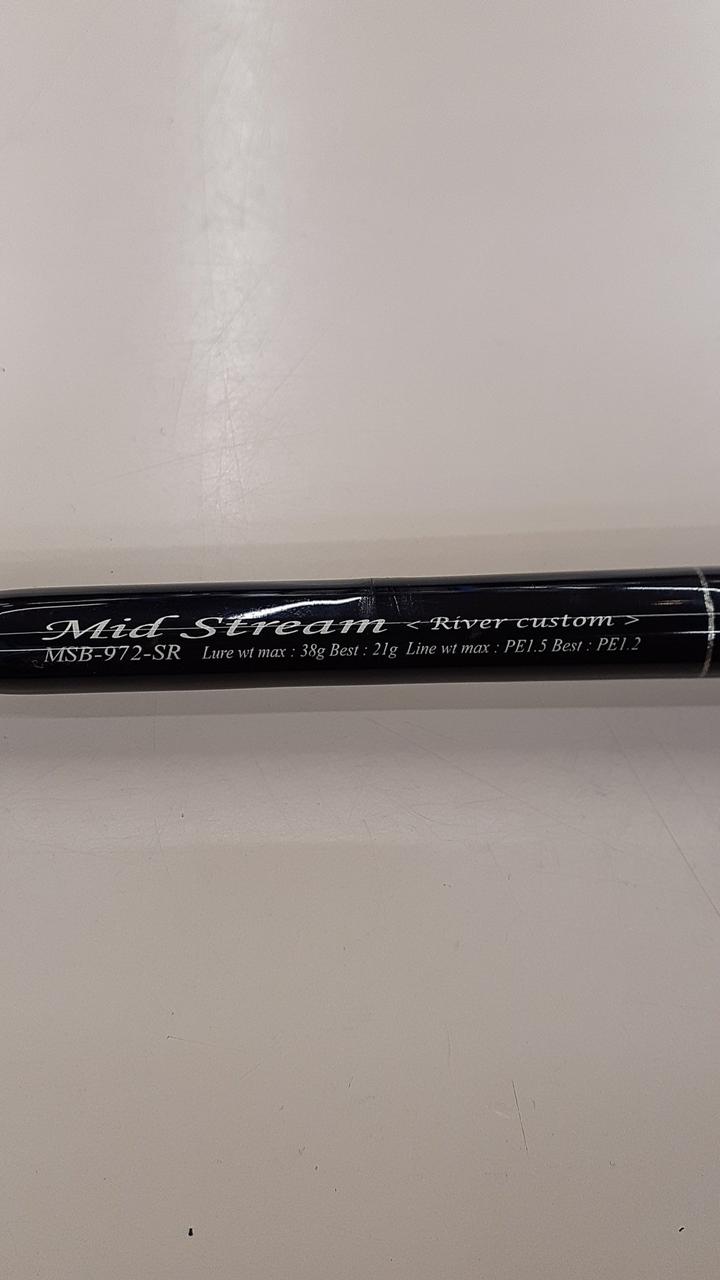 Mid Stream < River custom >
MSB-972-SR Lure wt max : 38g Best : 21g Line wt max : PE1.5 Best : PE1.2